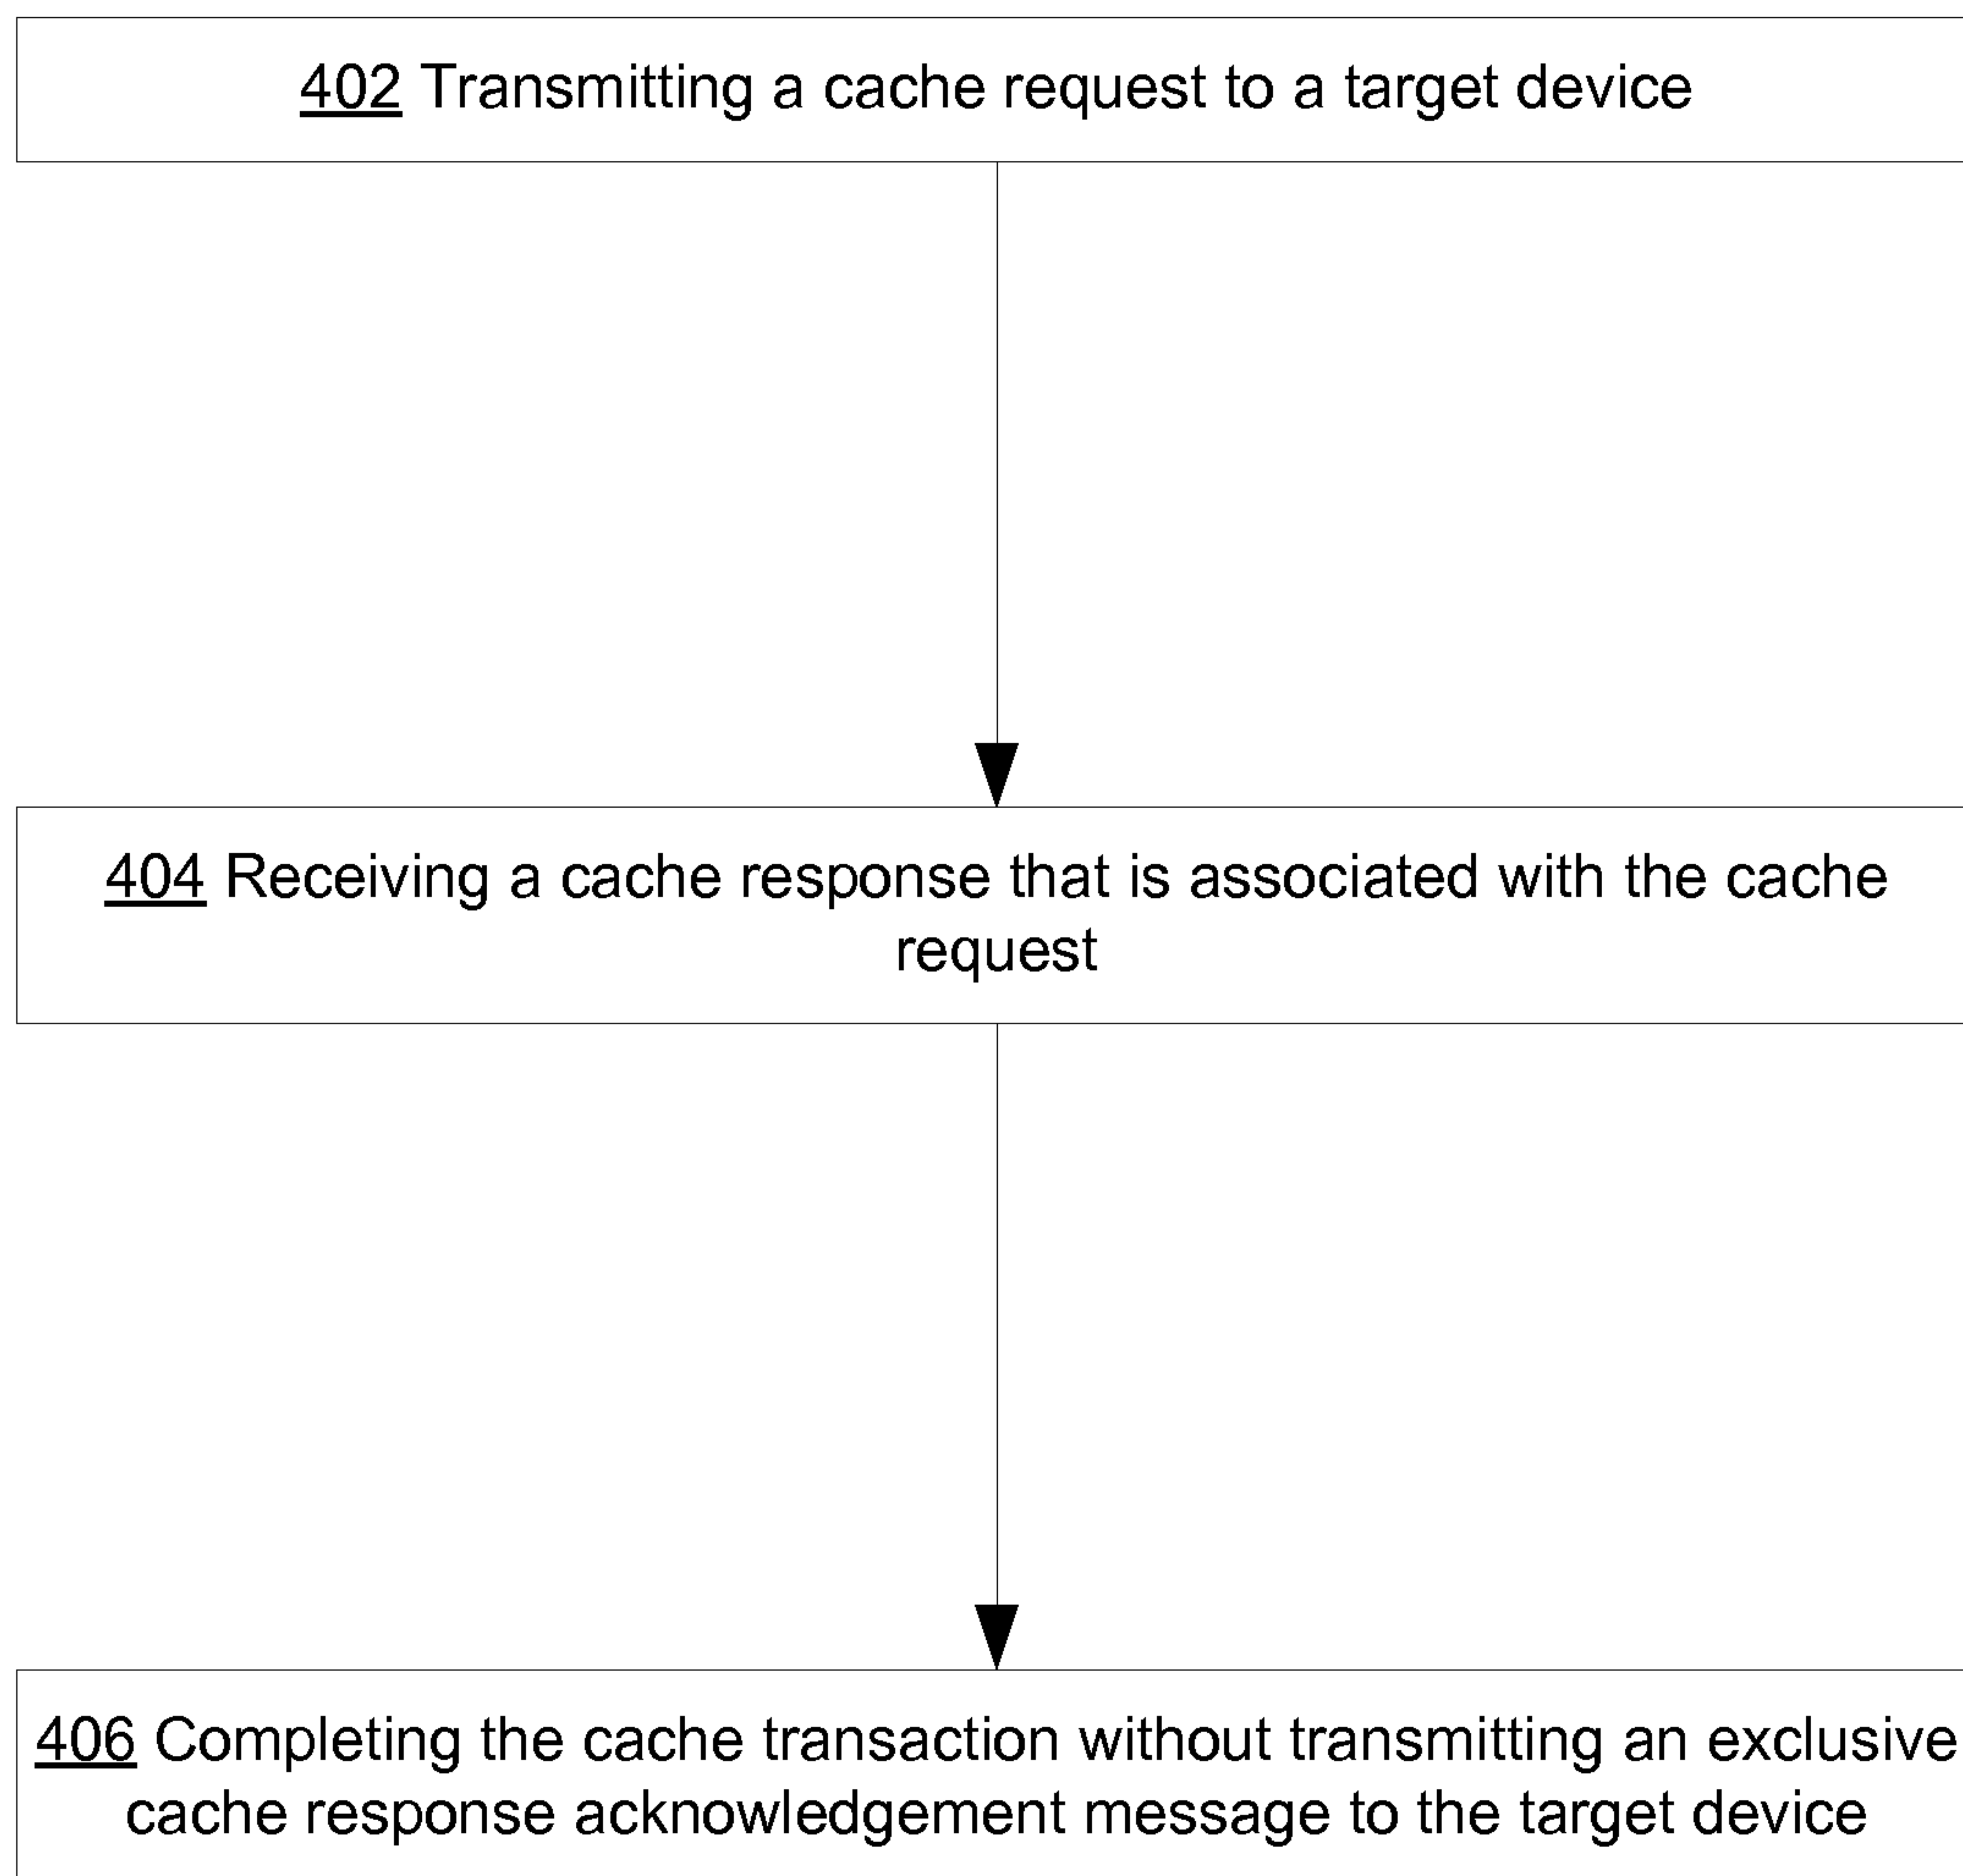 402 Transmitting a cache request to a target device
404 Receiving a cache response that is associated with the cache
request
406 Completing the cache transaction without transmitting an exclusive
cache response acknowledgement message to the target device